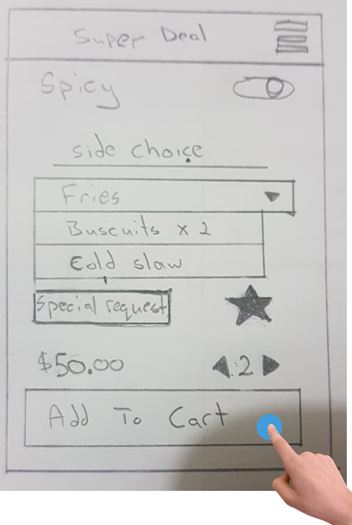 Super Deal
Spicy
side choice
Fries
Buscuits x 2
Cold slaw
Special request
$50.00 2
Add To Cart